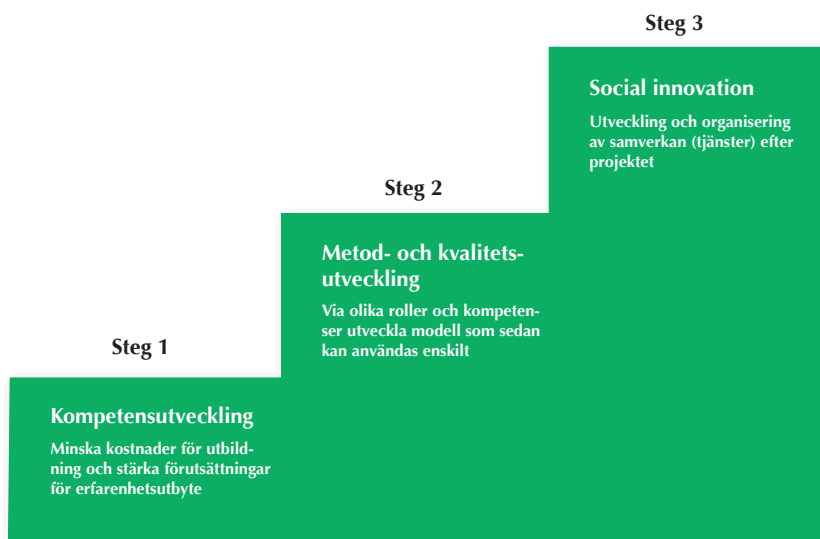 Steg 3
Social innovation
Utveckling och organisering
av samverkan (tjänster) efter
projektet
Steg 2
Metod- och kvalitets-
utveckling
Via olika roller och kompeten-
ser utveckla modell som sedan
kan användas enskilt
Steg 1
Kompetensutveckling
Minska kostnader för utbild-
ning och stärka förutsättningar
för erfarenhetsutbyte